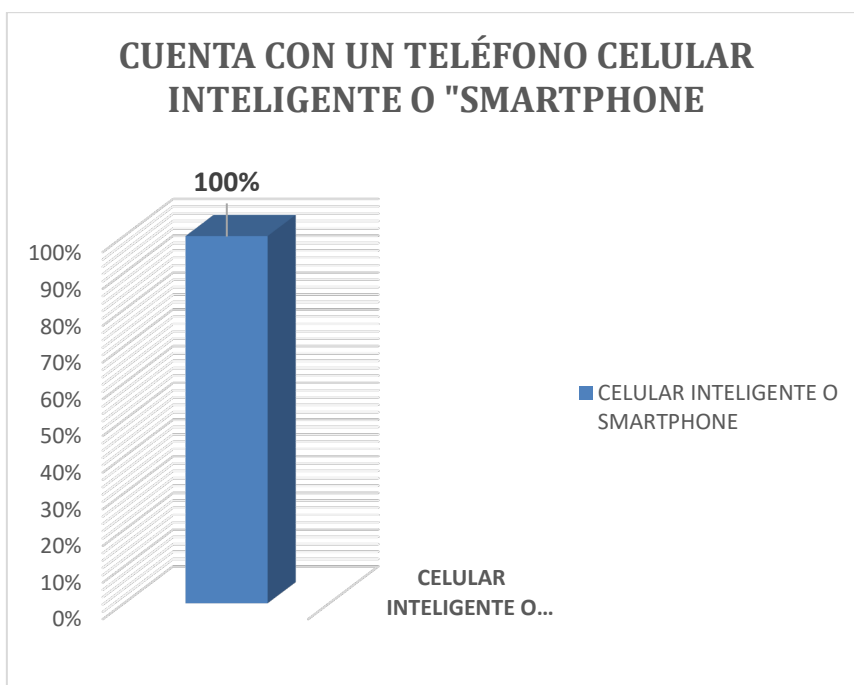 CUENTA CON UN TELÉFONO CELULAR
INTELIGENTE O "SMARTPHONE
100%
100%
90%
80%
70%
60%
50%
40%
30%
20%
10%
0%
CELULAR
INTELIGENTE O...
CELULAR INTELIGENTE O
SMARTPHONE